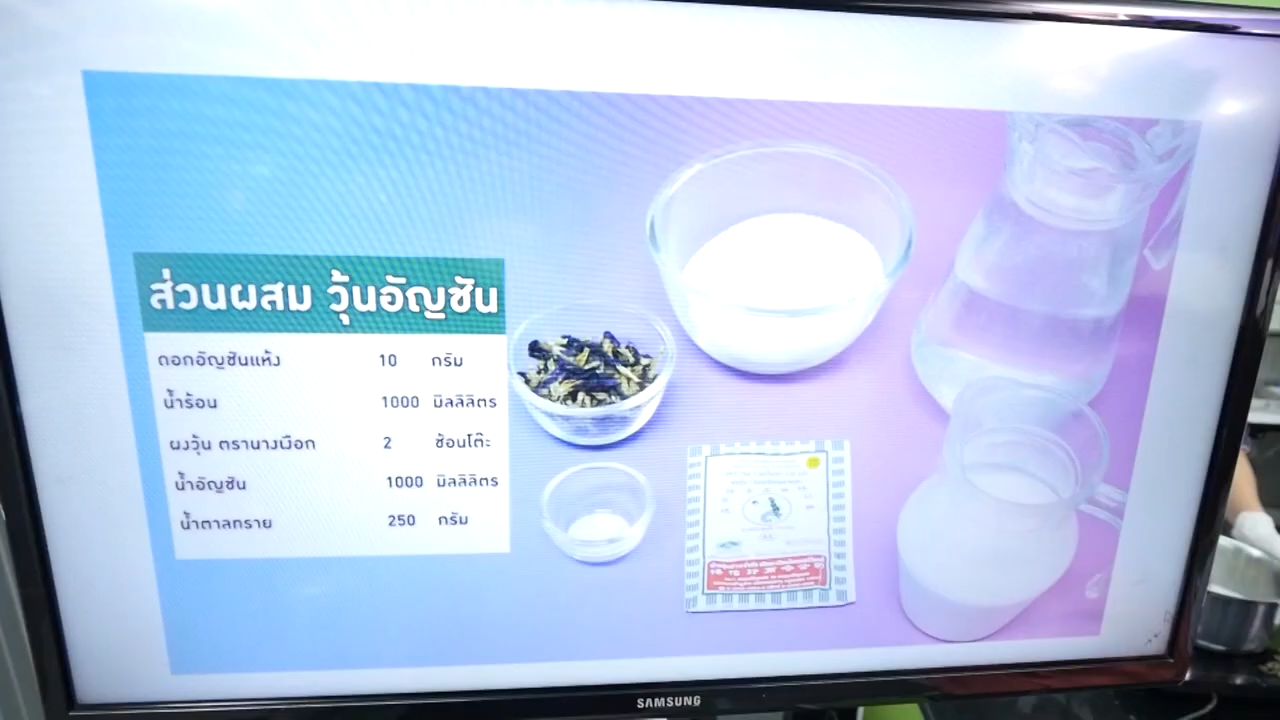 ส่วนผสม วุ้นอัญชัน
ดอกอัญชันแห้ง 10 กรัม
น้ำร้อน 1000 มิลลิลิตร
ผงวุ้น ตรานางเงือก 2 ช้อนโต๊ะ
น้ำอัญชัน 1000 มิลลิลิตร
น้ำตาลทราย 250 กรัม
SAMSUNG